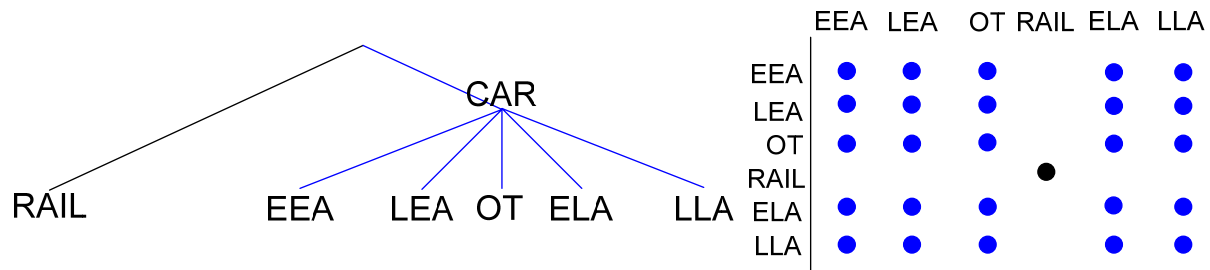 CAR
RAIL EEA LEA OT ELA LLA
EEA LEA OT RAIL ELA LLA
EEA
LEA
OT
RAIL
ELA
LLA